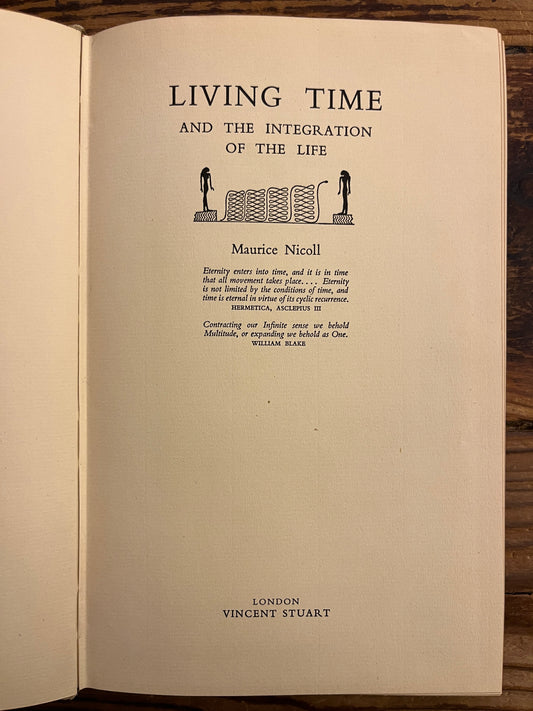 LIVING TIME
AND THE INTEGRATION
OF THE LIFE
Maurice Nicoll
Eternity enters into time, and it is in time
that all movement takes place.... Eternity
is not limited by the conditions of time, and
time is eternal in virtue of its cyclic recurrence.
HERMETICA, ASCLEPIUS III
Contracting our Infinite sense we behold
Multitude, or expanding we behold as One.
WILLIAM BLAKE
LONDON
VINCENT STUART